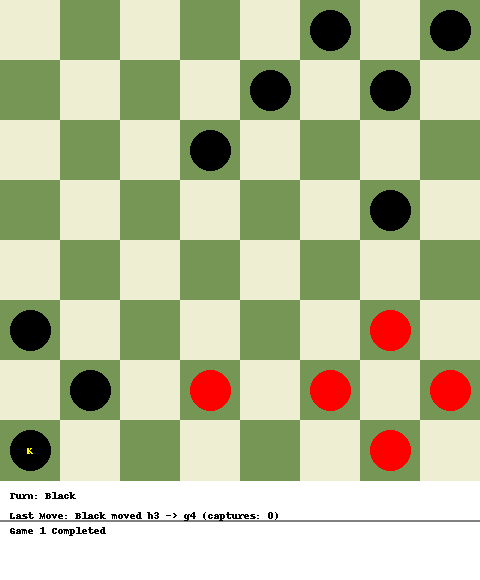 K
Turn: Black
Last Move: Black moved h3 -> g4 (captures: 0)
Game 1 Completed